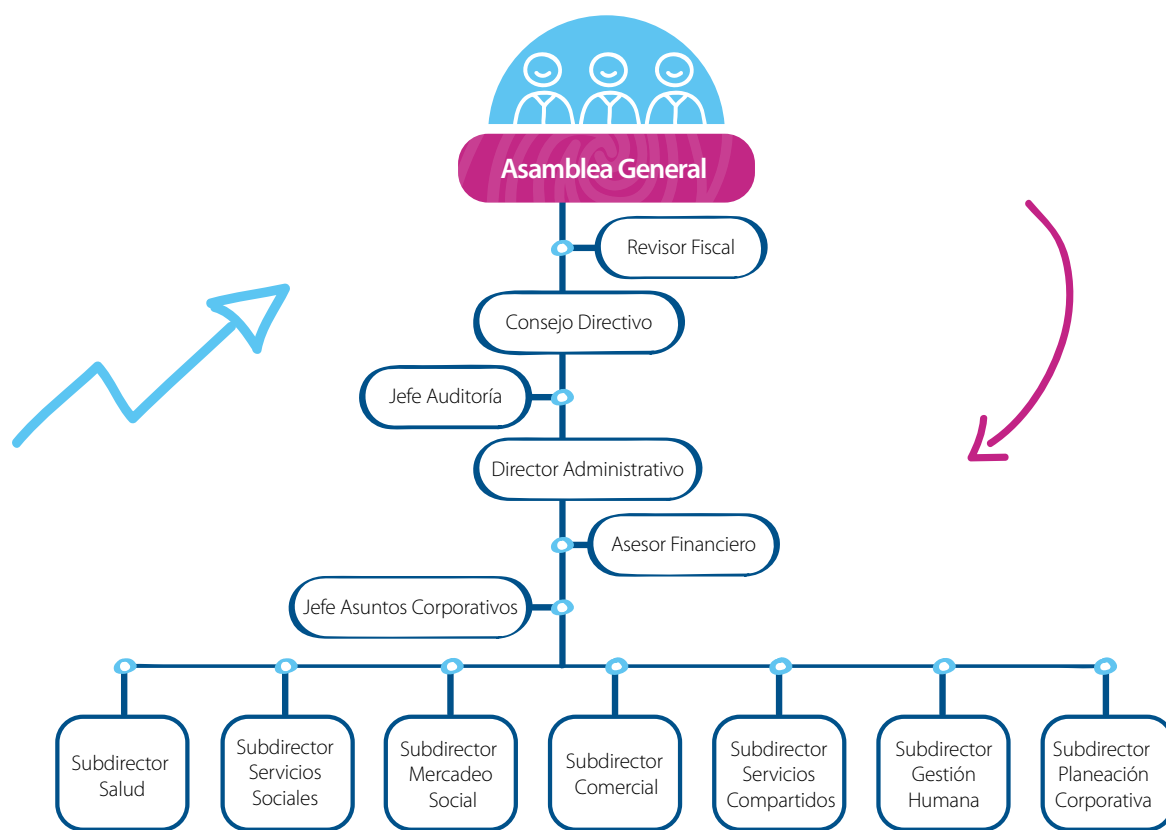 Asamblea General
Revisor Fiscal
Consejo Directivo
Jefe Auditoría
Director Administrativo
Asesor Financiero
Jefe Asuntos Corporativos
Subdirector
Salud
Subdirector
Servicios
Sociales
Subdirector
Mercadeo
Social
Subdirector
Comercial
Subdirector
Servicios
Compartidos
Subdirector
Gestión
Humana
Subdirector
Planeación
Corporativa